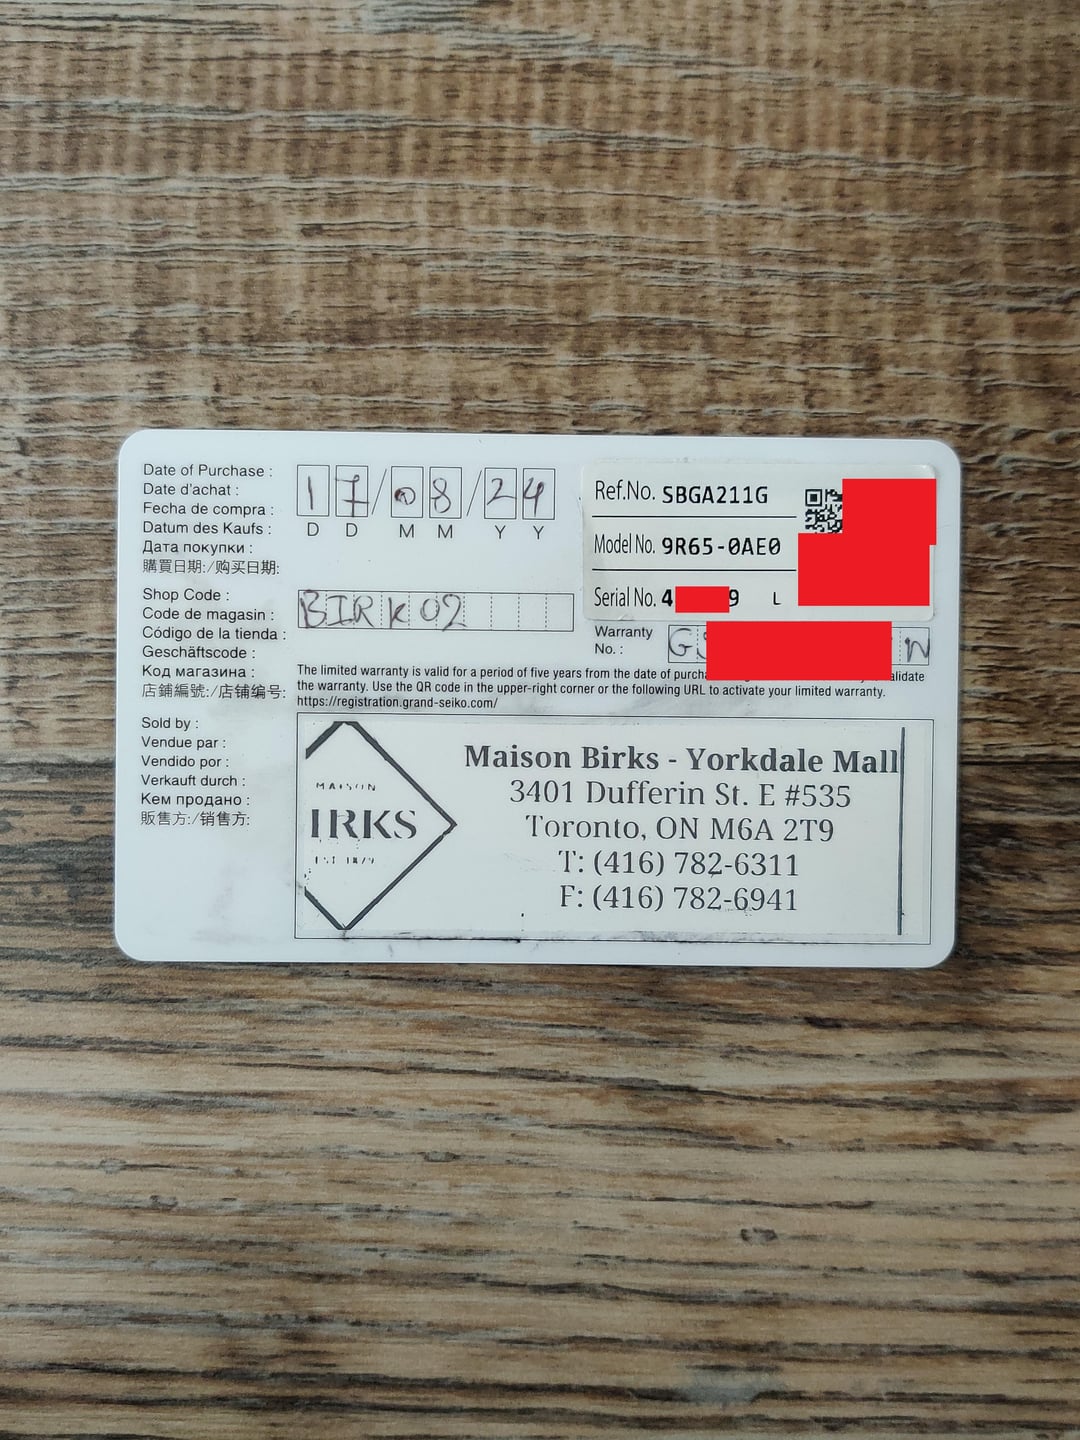 Date of Purchase :
Date d'achat :
Fecha de compra :
Datum des Kaufs :
Дата покупки :
購買日期:/购买日期:
17/08/24
D D M M Y Y
Ref.No. SBGA211G
Model No. 9R65-0AE0
Serial No. 4 9 L
Shop Code :
Code de magasin :
Código de la tienda :
Geschäftscode :
Код магазина :
店鋪編號:/店铺编号:
BIRK02
Warranty
No. :
The limited warranty is valid for a period of five years from the date of
the warranty. Use the QR code in the upper-right corner or the following URL to activate your limited warranty.
https://registration.grand-seiko.com/
Sold by :
Vendue par :
Vendido por :
Verkauft durch :
Кем продано :
販售方:/销售方:
MAISON
IRKS
Maison Birks - Yorkdale Mall
3401 Dufferin St. E #535
Toronto, ON M6A 2T9
T: (416) 782-6311
F: (416) 782-6941